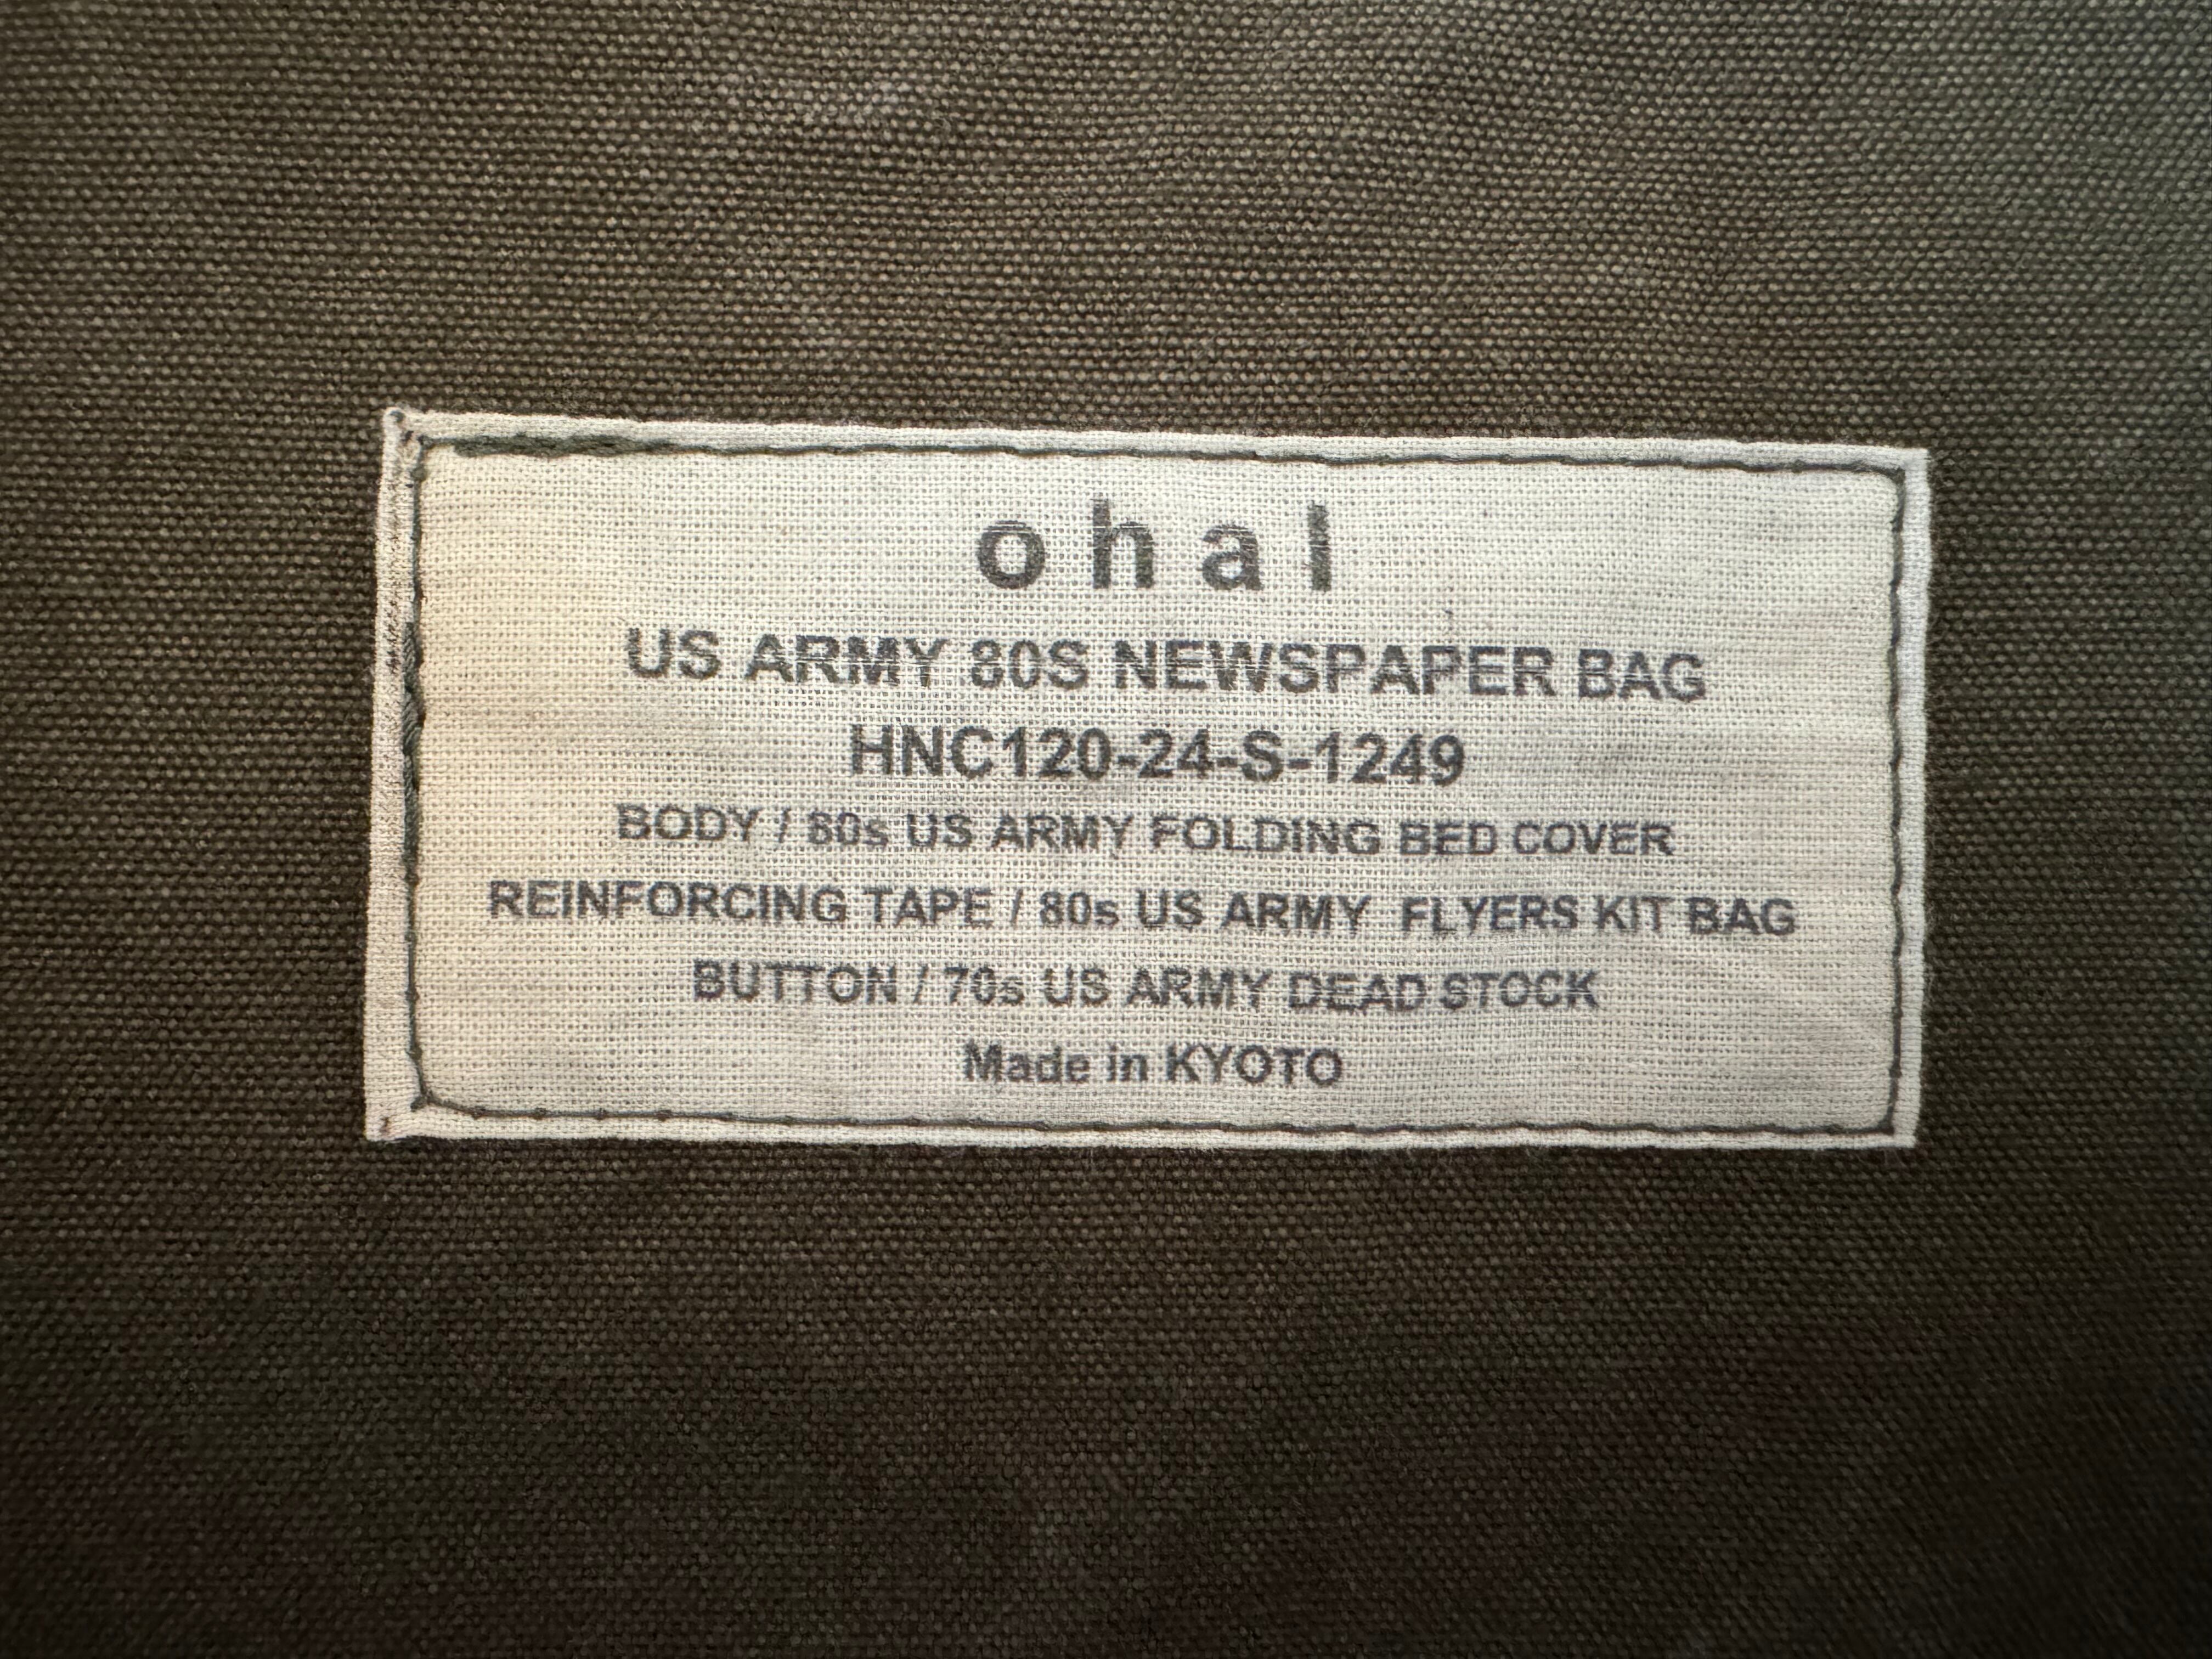 ohal
US ARMY 80S NEWSPAPER BAG
HNC120-24-S-1249
BODY / 80s US ARMY FOLDING BED COVER
REINFORCING TAPE / 80s US ARMY FLYERS KIT BAG
BUTTON / 70s US ARMY DEAD STOCK
Made in KYOTO